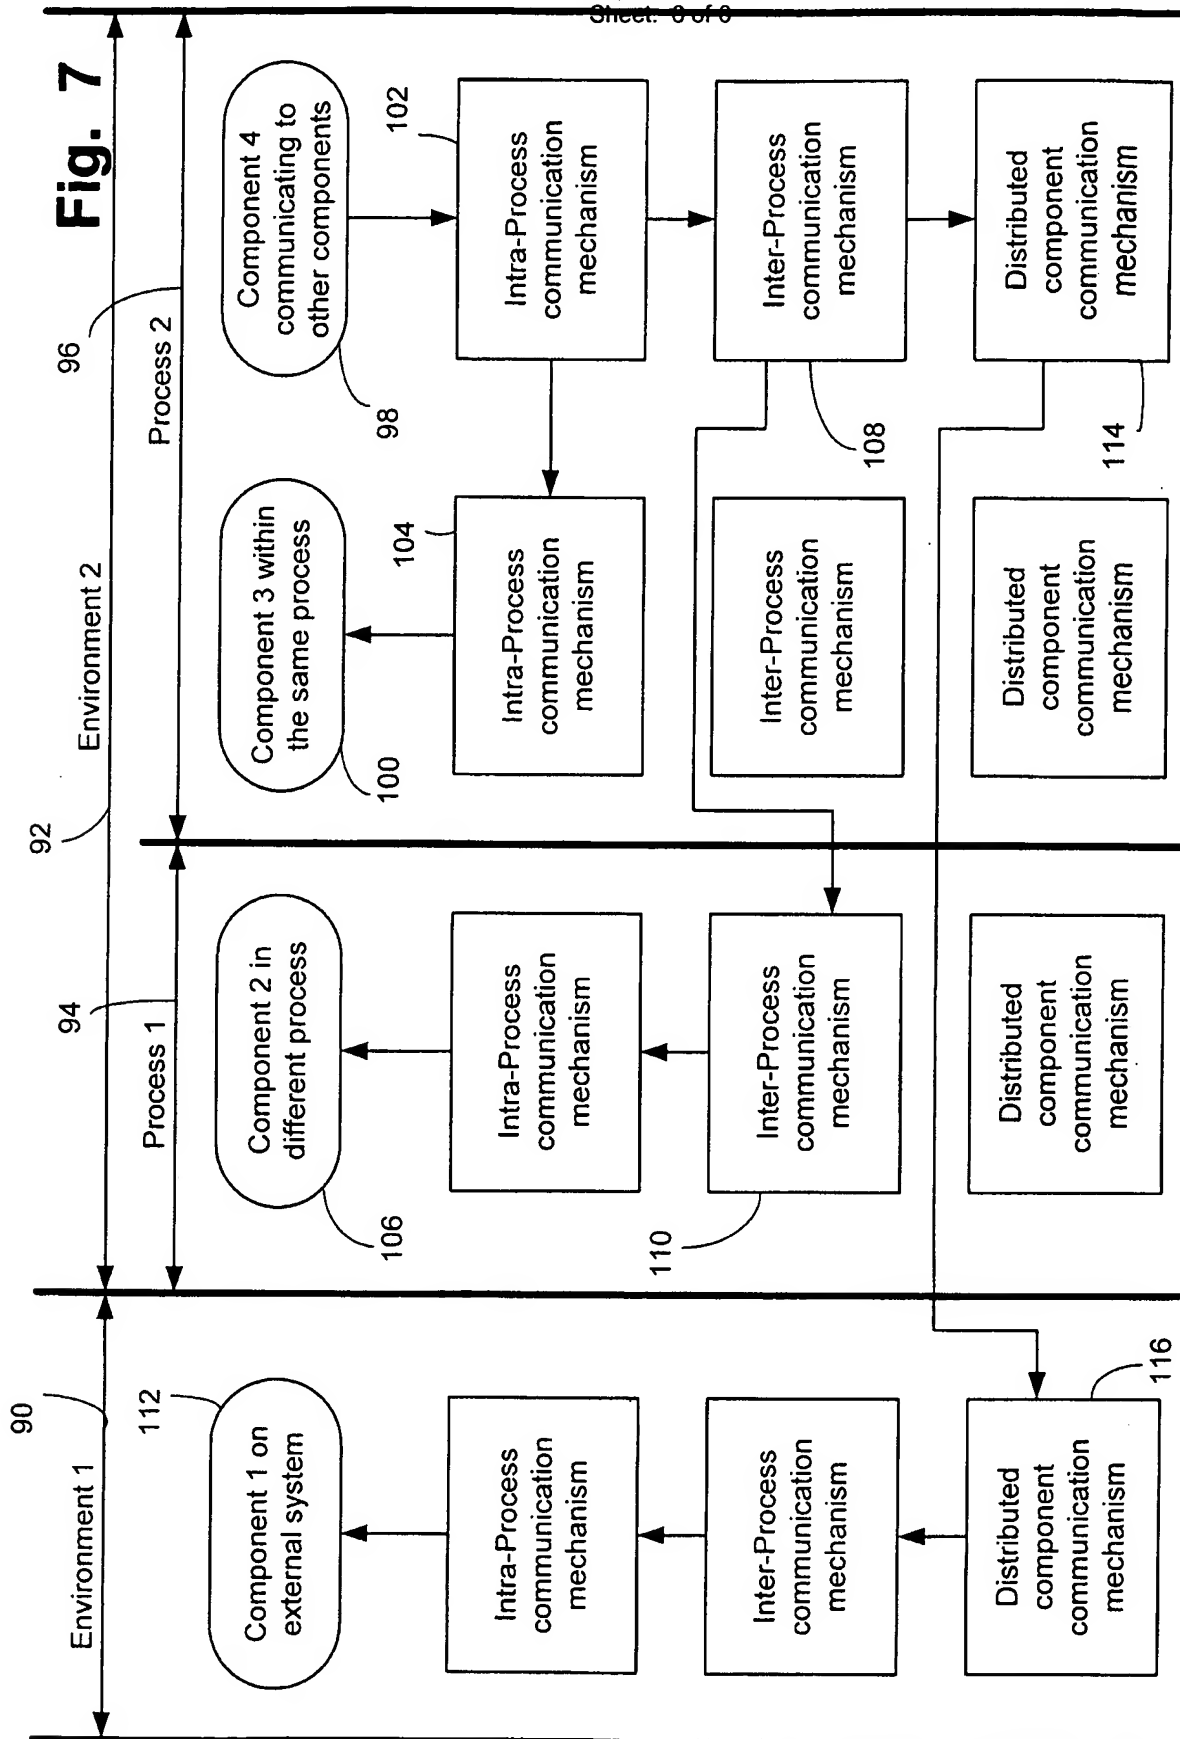 Fig. 7
Sheet: of
90
92
94
96
Environment 1
Environment 2
Process 1
Process 2
112
Component 1 on
external system
Component 2 in
different process
106
Component 3 within
the same process
100
Component 4
communicating to
other components
98
Intra-Process
communication
mechanism
Intra-Process
communication
mechanism
104
Intra-Process
communication
mechanism
102
Intra-Process
communication
mechanism
Inter-Process
communication
mechanism
110
Inter-Process
communication
mechanism
Inter-Process
communication
mechanism
108
Inter-Process
communication
mechanism
116
Distributed
component
communication
mechanism
Distributed
component
communication
mechanism
Distributed
component
communication
mechanism
114
Distributed
component
communication
mechanism